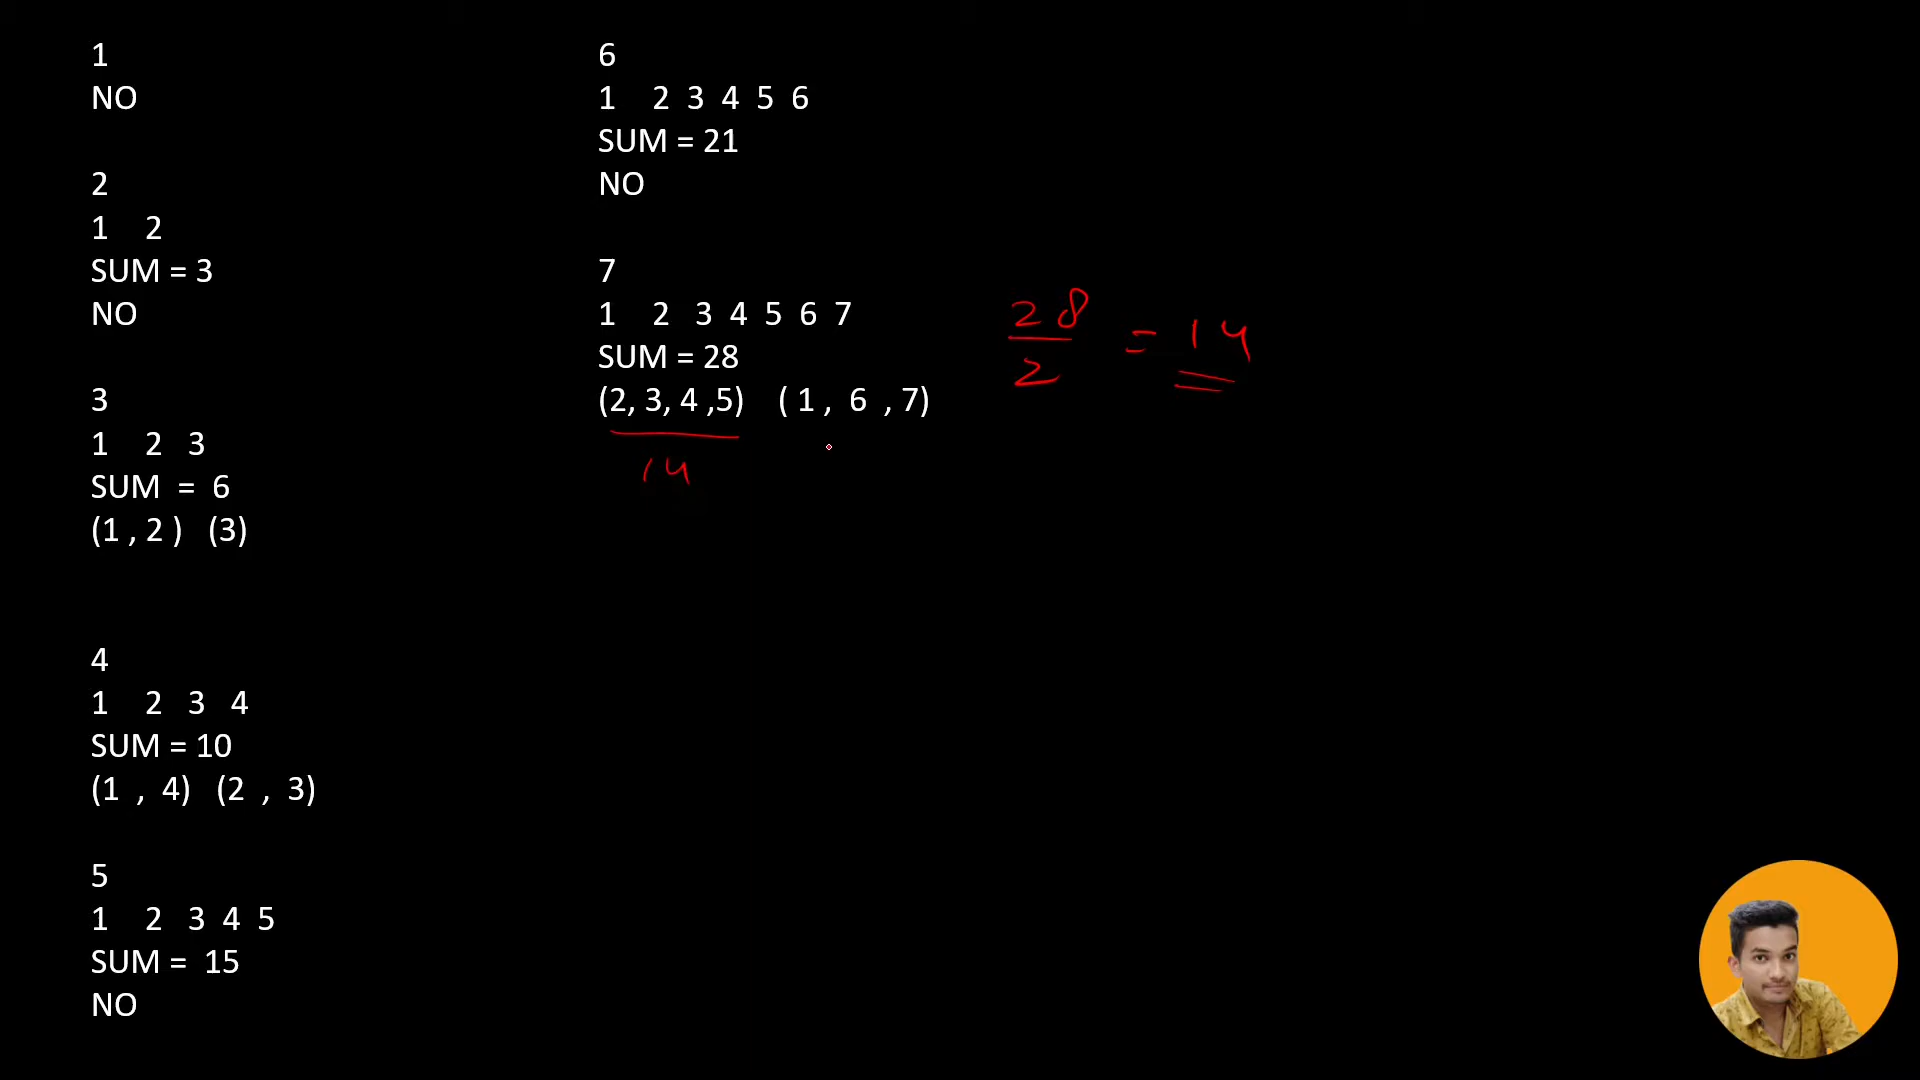 1
NO
2
1 2
SUM = 3
NO
3
1 2 3
SUM = 6
(1 , 2 ) (3)
4
1 2 3 4
SUM = 10
(1 , 4) (2 , 3)
5
1 2 3 4 5
SUM = 15
NO
6
1 2 3 4 5 6
SUM = 21
NO
7
1 2 3 4 5 6 7
SUM = 28
(2, 3, 4 ,5) ( 1 , 6 , 7)
14
28
2
= 14